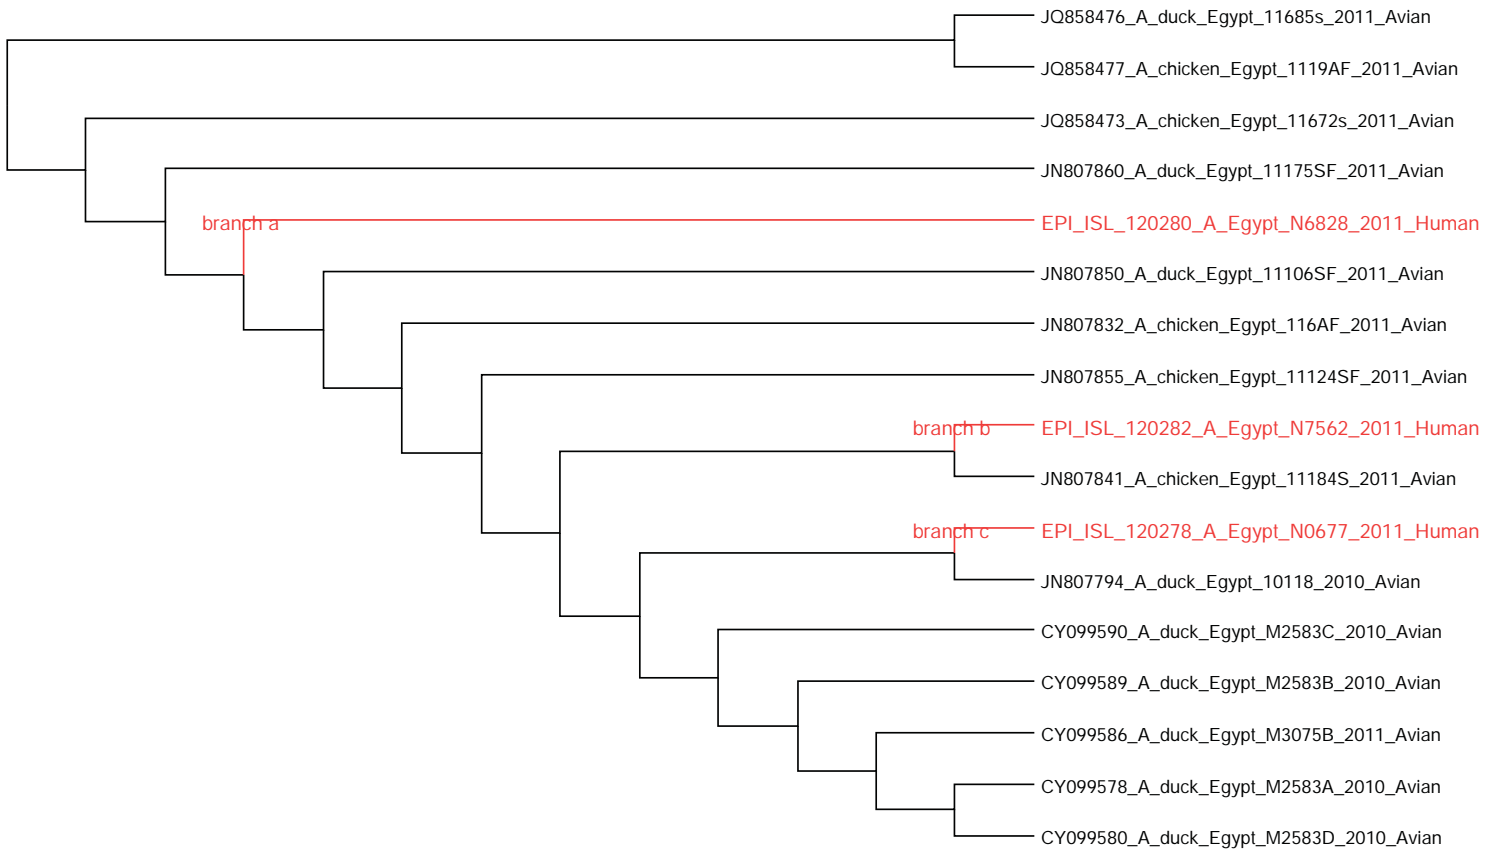 JQ858476_A_duck_Egypt_11685s_2011_Avian
JQ858477_A_chicken_Egypt_1119AF_2011_Avian
JQ858473_A_chicken_Egypt_11672s_2011_Avian
JN807860_A_duck_Egypt_11175SF_2011_Avian
branch a EPI_ISL_120280_A_Egypt_N6828_2011_Human
JN807850_A_duck_Egypt_11106SF_2011_Avian
JN807832_A_chicken_Egypt_116AF_2011_Avian
JN807855_A_chicken_Egypt_11124SF_2011_Avian
branch b EPI_ISL_120282_A_Egypt_N7562_2011_Human
JN807841_A_chicken_Egypt_11184S_2011_Avian
branch c EPI_ISL_120278_A_Egypt_N0677_2011_Human
JN807794_A_duck_Egypt_10118_2010_Avian
CY099590_A_duck_Egypt_M2583C_2010_Avian
CY099589_A_duck_Egypt_M2583B_2010_Avian
CY099586_A_duck_Egypt_M3075B_2011_Avian
CY099578_A_duck_Egypt_M2583A_2010_Avian
CY099580_A_duck_Egypt_M2583D_2010_Avian